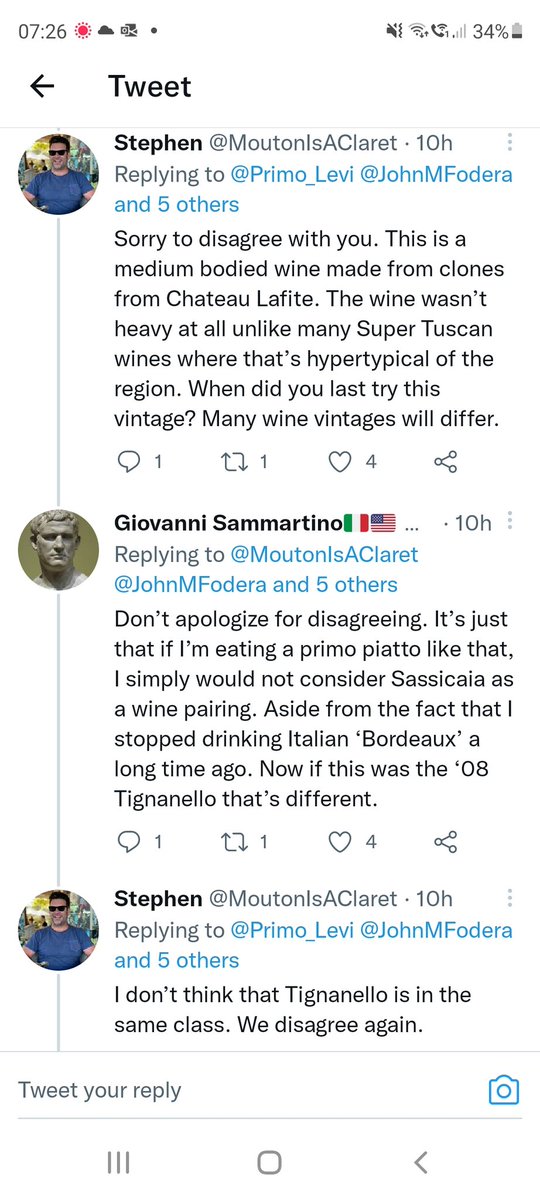 07:26 34%
Tweet
Stephen @MoutonIsAClaret · 10h
Replying to @Primo_Levi @JohnMFodera
and 5 others
Sorry to disagree with you. This is a
medium bodied wine made from clones
from Chateau Lafite. The wine wasn’t
heavy at all unlike many Super Tuscan
wines where that’s hypertypical of the
region. When did you last try this
vintage? Many wine vintages will differ.
1 1 4
Giovanni Sammartino🇮🇹🇺🇸 ... · 10h
Replying to @MoutonIsAClaret
@JohnMFodera and 5 others
Don’t apologize for disagreeing. It’s just
that if I’m eating a primo piatto like that,
I simply would not consider Sassicaia as
a wine pairing. Aside from the fact that I
stopped drinking Italian ‘Bordeaux’ a
long time ago. Now if this was the ‘08
Tignanello that’s different.
1 1 4
Stephen @MoutonIsAClaret · 10h
Replying to @Primo_Levi @JohnMFodera
and 5 others
I don’t think that Tignanello is in the
same class. We disagree again.
Tweet your reply